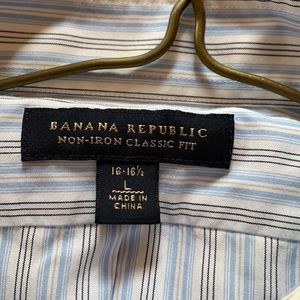 BANANA REPUBLIC
NON-IRON CLASSIC FIT
16-16½
L
MADE IN
CHINA